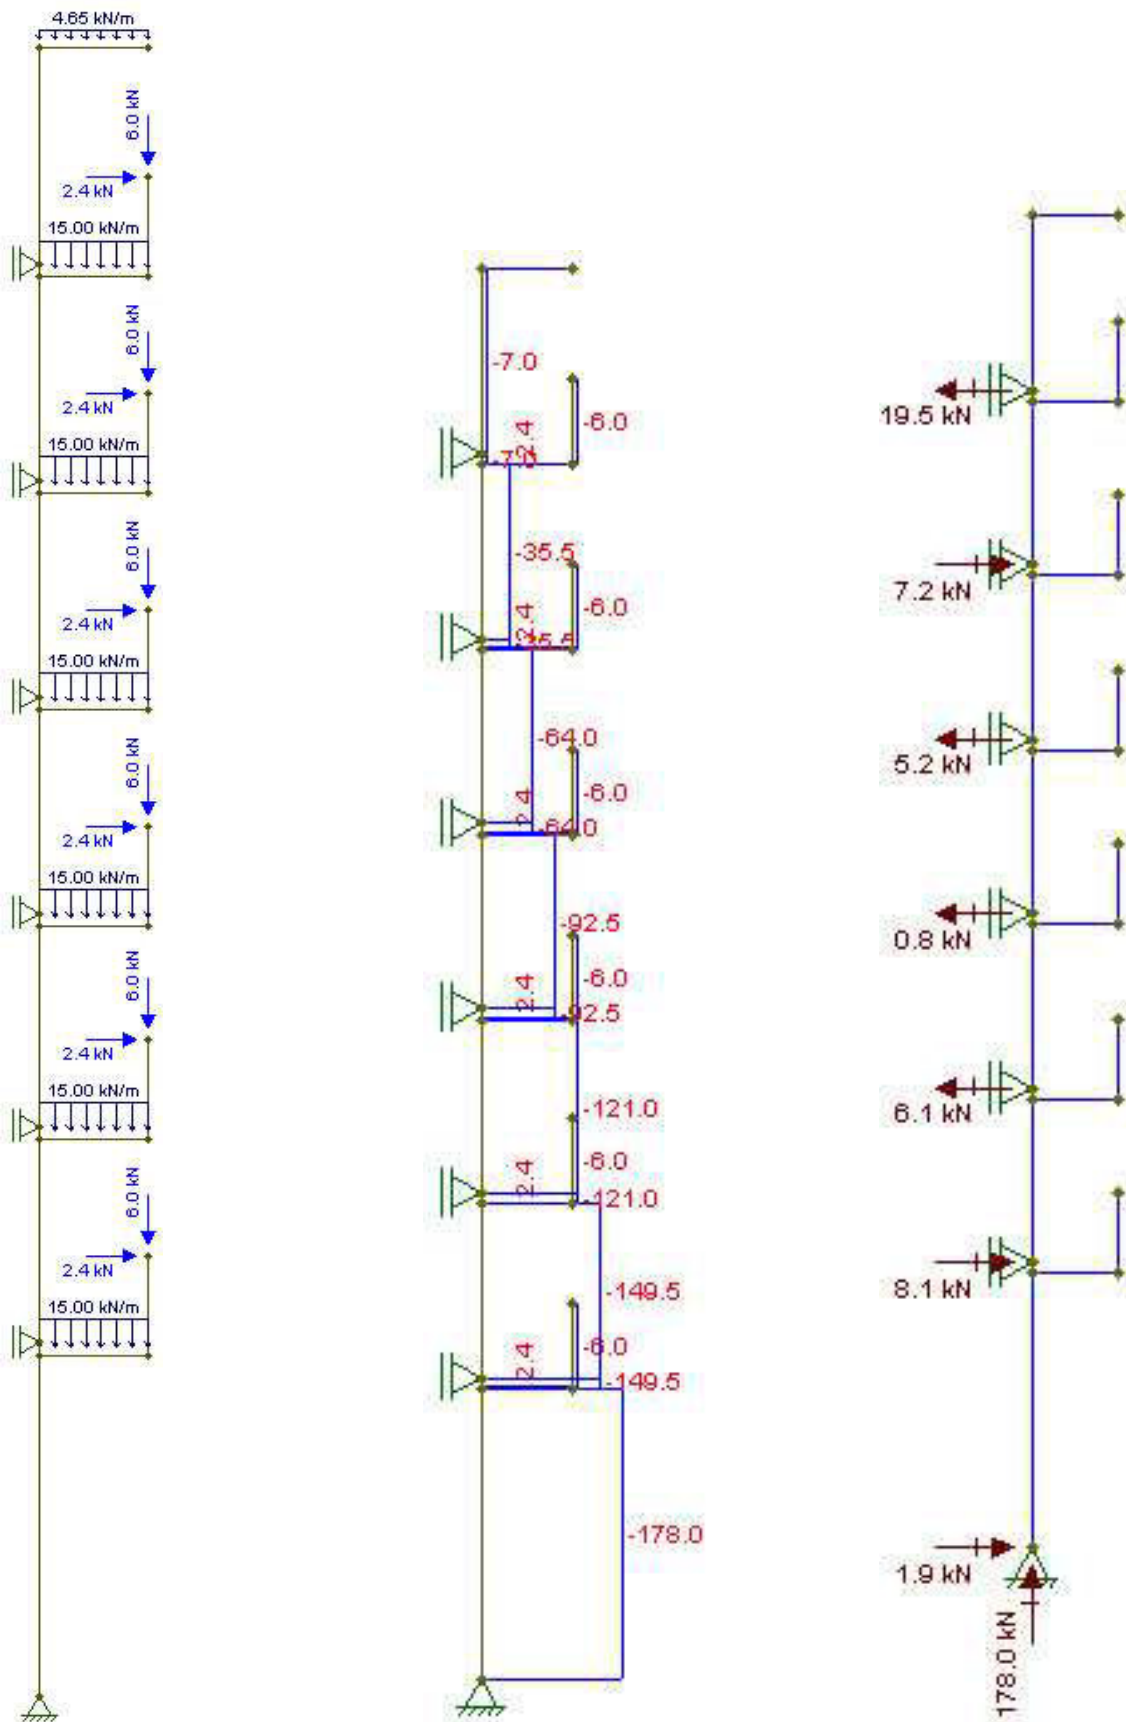 4.65 kN/m
6.0 kN
2.4 kN
15.00 kN/m
6.0 kN
2.4 kN
15.00 kN/m
6.0 kN
2.4 kN
15.00 kN/m
6.0 kN
2.4 kN
15.00 kN/m
6.0 kN
2.4 kN
15.00 kN/m
6.0 kN
2.4 kN
15.00 kN/m
-7.0
-6.0
2.4
-7.0
-35.5
-6.0
2.4
-35.5
-64.0
-6.0
2.4
-64.0
-92.5
-6.0
2.4
-92.5
-121.0
-6.0
2.4
-121.0
-149.5
-6.0
2.4
-149.5
-178.0
19.5 kN
7.2 kN
5.2 kN
0.8 kN
6.1 kN
8.1 kN
1.9 kN
178.0 kN